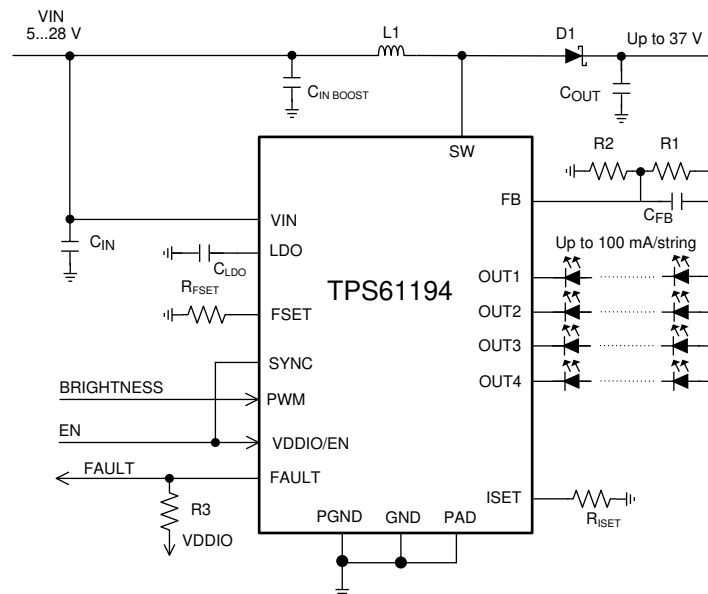 VIN
5...28 V
L1
D1
Up to 37 V
C IN BOOST
COUT
SW
R2
R1
FB
CFB
VIN
CIN
LDO
CLDO
Up to 100 mA/string
RFSET
TPS61194
OUT1
FSET
OUT2
OUT3
SYNC
OUT4
BRIGHTNESS
PWM
EN
VDDIO/EN
FAULT
FAULT
ISET
R3
RISET
PGND
GND
PAD
VDDIO